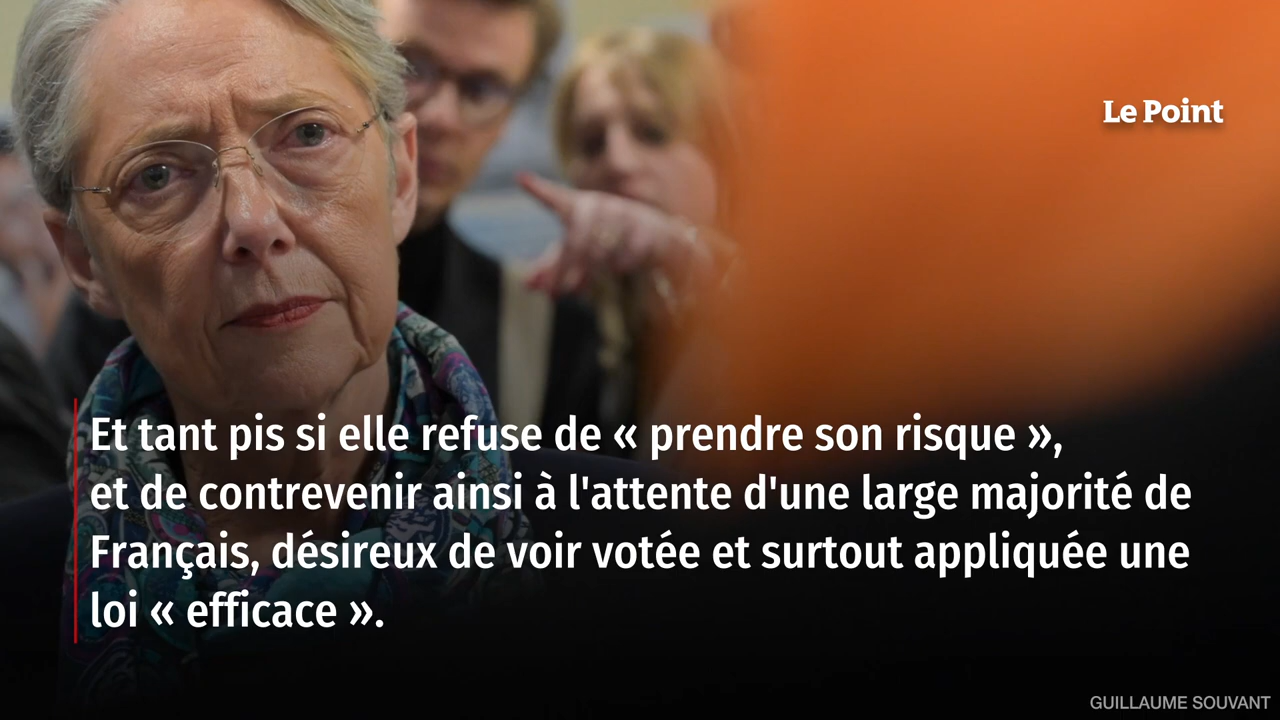 Le Point
Et tant pis si elle refuse de « prendre son risque »,
et de contrevenir ainsi à l'attente d'une large majorité de
Français, désireux de voir votée et surtout appliquée une
loi « efficace ».
GUILLAUME SOUVANT